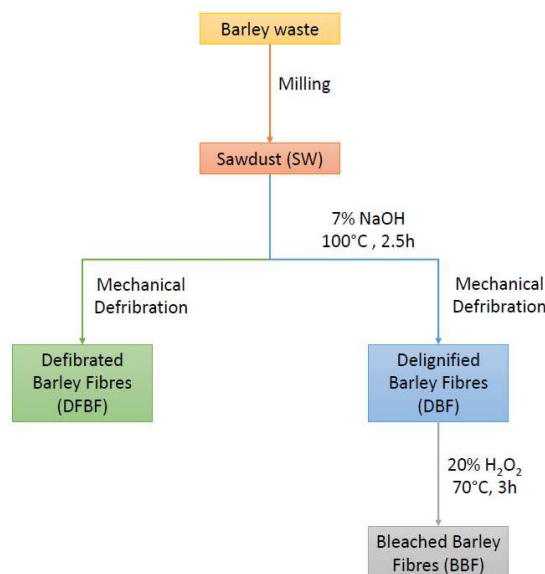 Barley waste
Milling
Sawdust (SW)
7% NaOH
100°C , 2.5h
Mechanical
Defribration
Mechanical
Defribration
Defibrated
Barley Fibres
(DFBF)
Delignified
Barley Fibres
(DBF)
20% H₂O₂
70°C, 3h
Bleached Barley
Fibres (BBF)